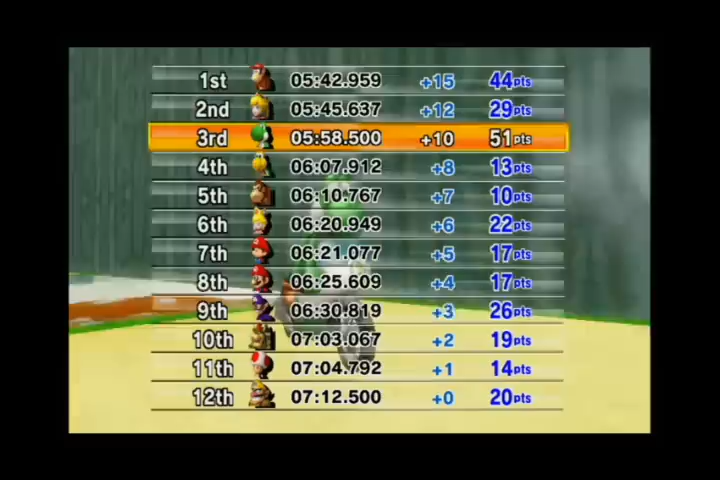 1st 05:42.959 +15 44pts
2nd 05:45.637 +12 29pts
3rd 05:58.500 +10 51pts
4th 06:07.912 +8 13pts
5th 06:10.767 +7 10pts
6th 06:20.949 +6 22pts
7th 06:21.077 +5 17pts
8th 06:25.609 +4 17pts
9th 06:30.819 +3 26pts
10th 07:03.067 +2 19pts
11th 07:04.792 +1 14pts
12th 07:12.500 +0 20pts